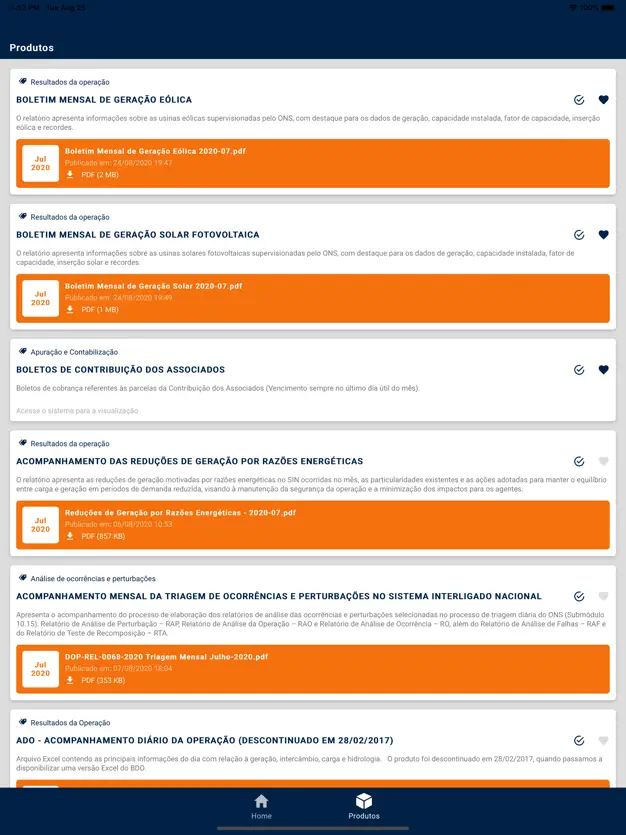 1:53 PM Tue Aug 25
100%
Produtos
Resultados da operação
BOLETIM MENSAL DE GERAÇÃO EÓLICA
O relatório apresenta informações sobre as usinas eólicas supervisionadas pelo ONS, com destaque para os dados de geração, capacidade instalada, fator de capacidade, inserção
eólica e recordes.
Jul
2020
Boletim Mensal de Geração Eólica 2020-07.pdf
Publicado em: 24/08/2020 19:47
PDF (2 MB)
Resultados da operação
BOLETIM MENSAL DE GERAÇÃO SOLAR FOTOVOLTAICA
O relatório apresenta informações sobre as usinas solares fotovoltaicas supervisionadas pelo ONS, com destaque para os dados de geração, capacidade instalada, fator de
capacidade, inserção solar e recordes.
Jul
2020
Boletim Mensal de Geração Solar 2020-07.pdf
Publicado em: 24/08/2020 19:49
PDF (1 MB)
Apuração e Contabilização
BOLETOS DE CONTRIBUIÇÃO DOS ASSOCIADOS
Boletos de cobrança referentes às parcelas da Contribuição dos Associados (Vencimento sempre no último dia útil do mês).
Acesse o sistema para a visualização
Resultados da operação
ACOMPANHAMENTO DAS REDUÇÕES DE GERAÇÃO POR RAZÕES ENERGÉTICAS
O relatório apresenta as reduções de geração motivadas por razões energéticas no SIN ocorridas no mês, as particularidades existentes e as ações adotadas para manter o equilíbrio
entre carga e geração em períodos de demanda reduzida, visando à manutenção da segurança da operação e a minimização dos impactos para os agentes.
Jul
2020
Reduções de Geração por Razões Energéticas - 2020-07.pdf
Publicado em: 06/08/2020 10:53
PDF (857 KB)
Análise de ocorrências e perturbações
ACOMPANHAMENTO MENSAL DA TRIAGEM DE OCORRÊNCIAS E PERTURBAÇÕES NO SISTEMA INTERLIGADO NACIONAL
Apresenta o acompanhamento do processo de elaboração dos relatórios de análise das ocorrências e perturbações selecionadas no processo de triagem diária do ONS (Submódulo
10.15). Relatório de Análise de Perturbação – RAP, Relatório de Análise da Operação – RAO e Relatório de Análise de Ocorrência – RO, além do Relatório de Análise de Falhas – RAF e
do Relatório de Teste de Recomposição – RTA.
Jul
2020
DOP-REL-0068-2020 Triagem Mensal Julho-2020.pdf
Publicado em: 07/08/2020 18:04
PDF (353 KB)
Resultados da Operação
ADO - ACOMPANHAMENTO DIÁRIO DA OPERAÇÃO (DESCONTINUADO EM 28/02/2017)
Arquivo Excel contendo as principais informações do dia com relação à geração, intercâmbio, carga e hidrologia. O produto foi descontinuado em 28/02/2017, quando passamos a
disponibilizar uma versão Excel do BDO.
Home
Produtos